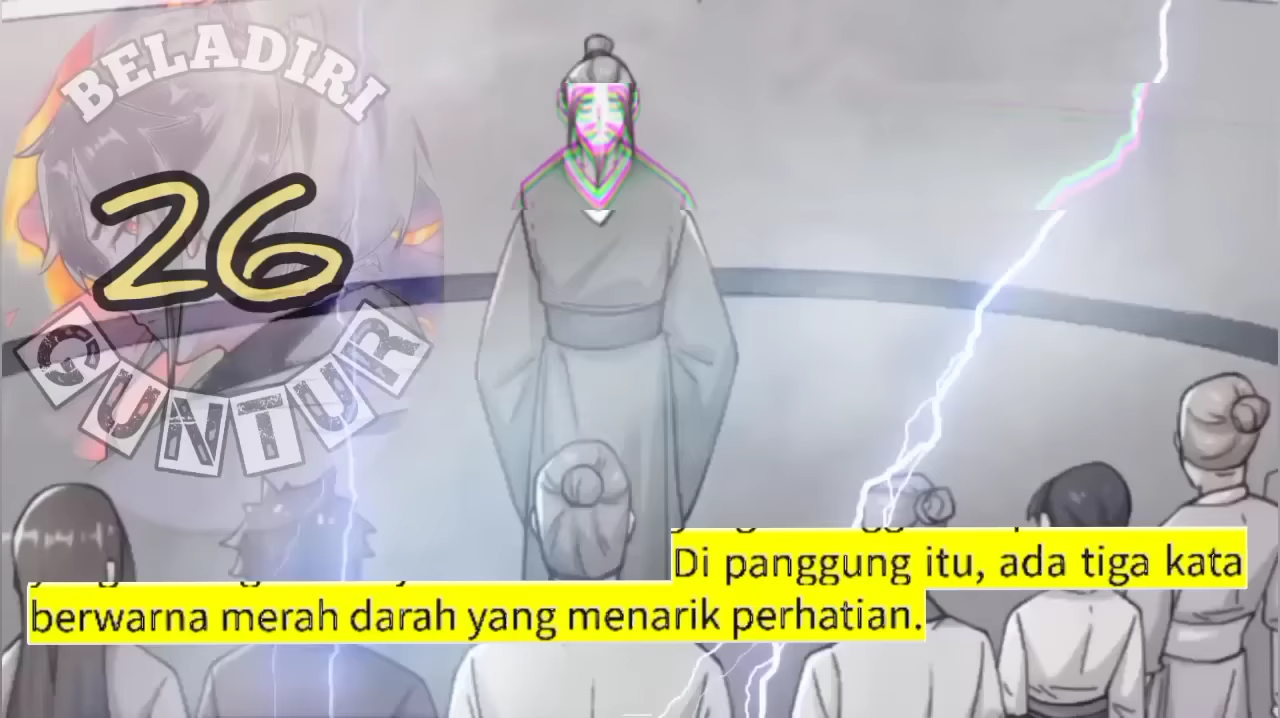 BELADIRI
26
GUNTUR
Di panggung itu, ada tiga kata
berwarna merah darah yang menarik perhatian.